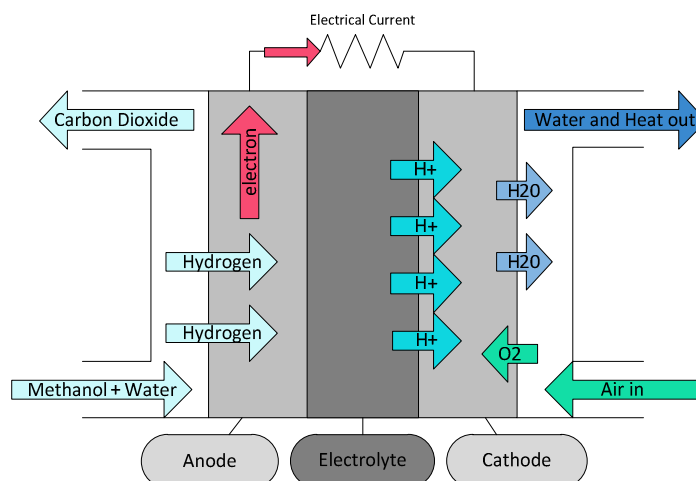 Electrical Current
Carbon Dioxide
Water and Heat out
electron
H+
H20
H+
Hydrogen
H20
H+
Hydrogen
H+
O2
Methanol + Water
Air in
Anode
Electrolyte
Cathode